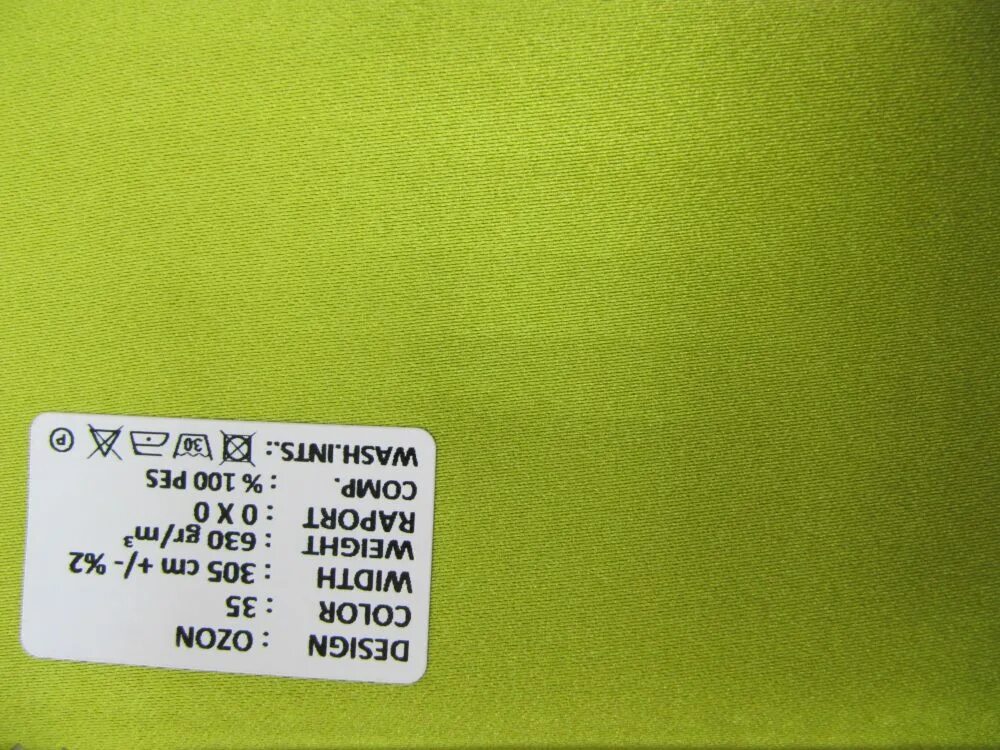 DESIGN : OZON
COLOR : 35
WIDTH : 305 cm +/- %2
WEIGHT : 630 gr/m³
RAPORT : 0 X 0
COMP. : % 100 PES
WASH.INTS.: 30 P